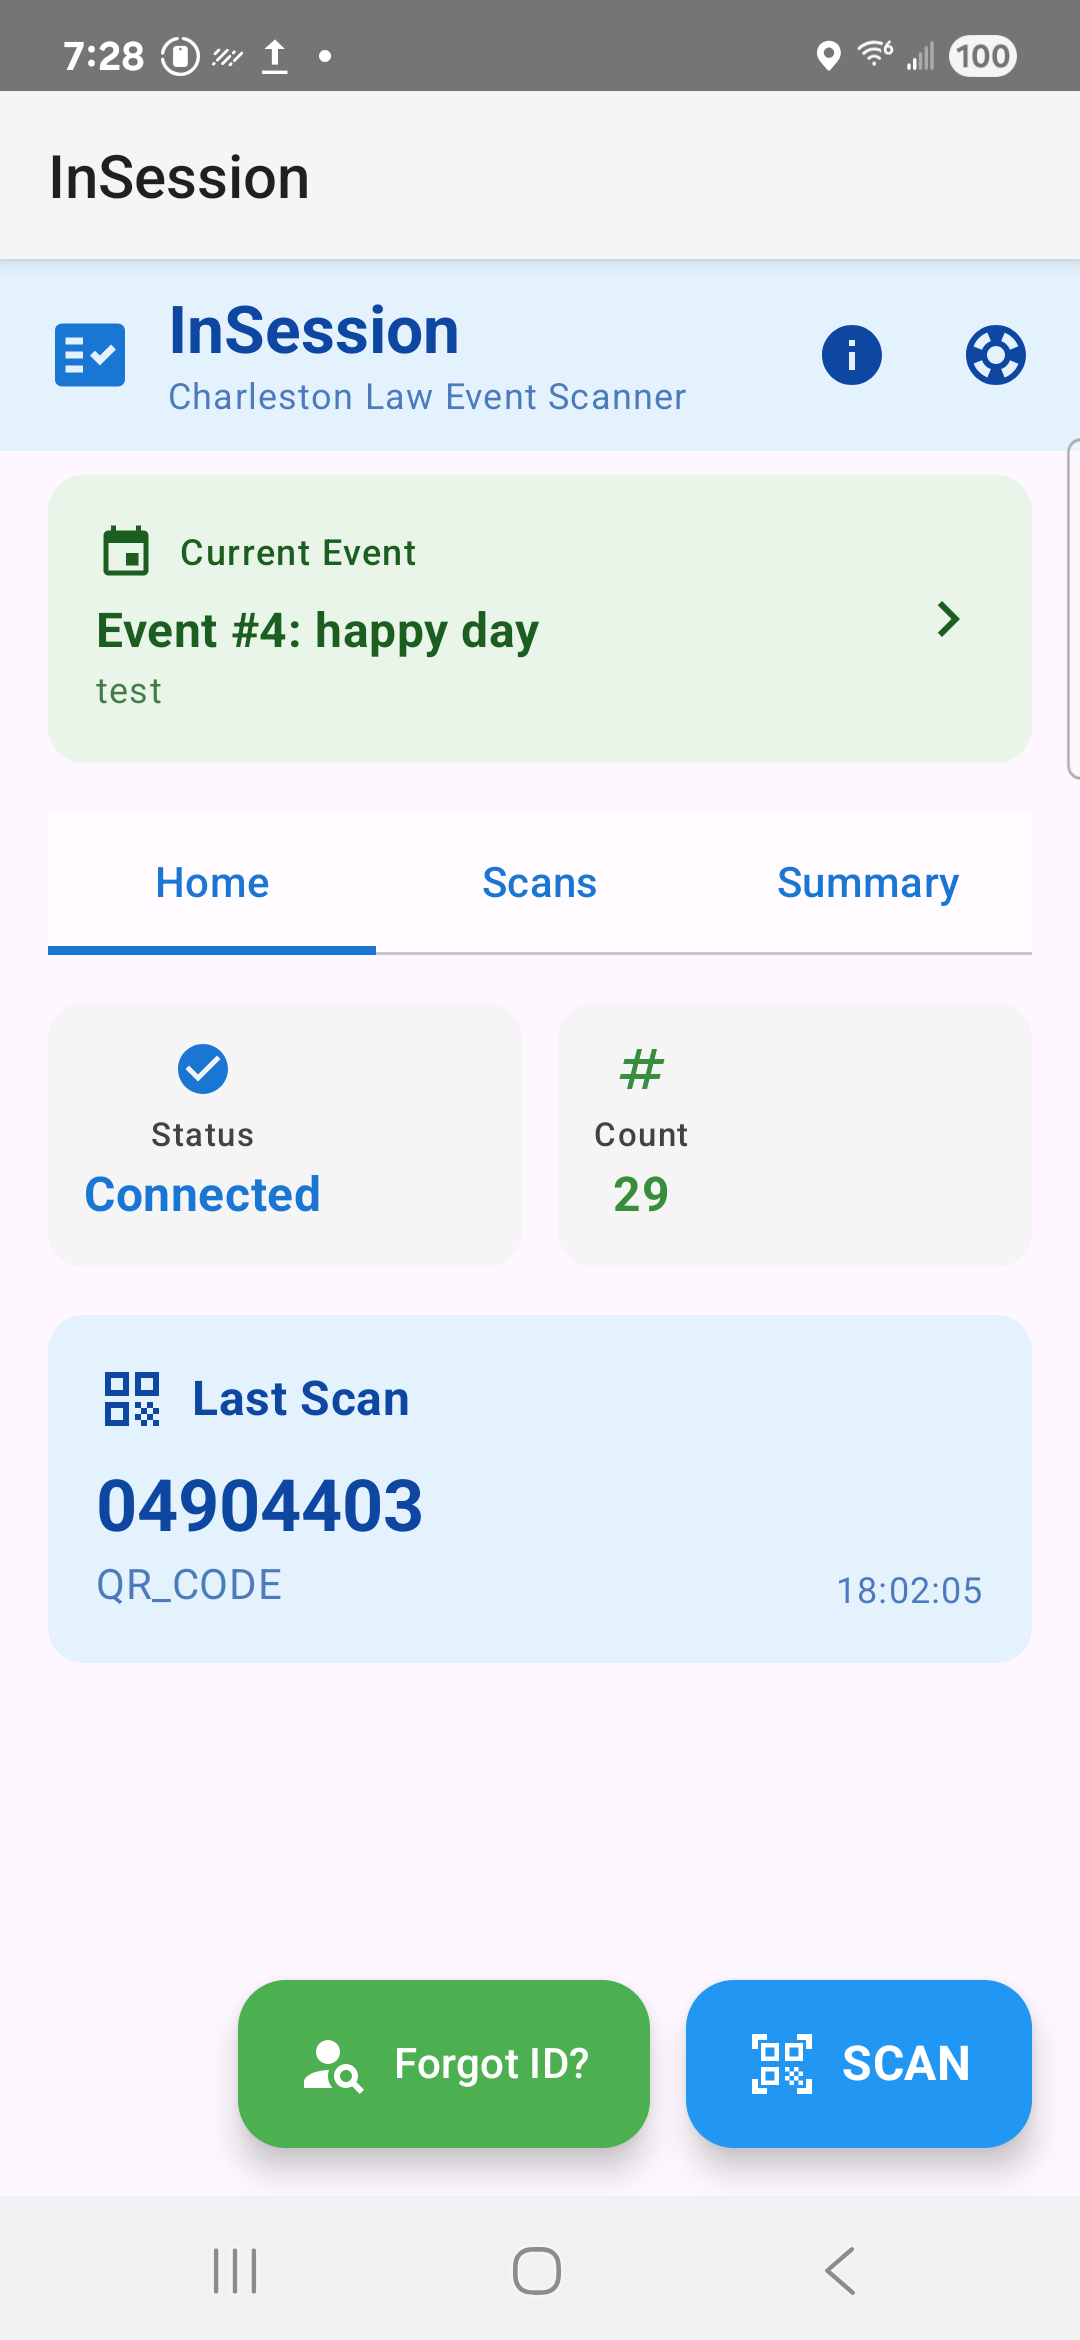 7:28
6
100
InSession
InSession
Charleston Law Event Scanner
Current Event
Event #4: happy day
test
Home Scans Summary
Status
Connected
#
Count
29
Last Scan
04904403
QR_CODE
18:02:05
Forgot ID?
SCAN